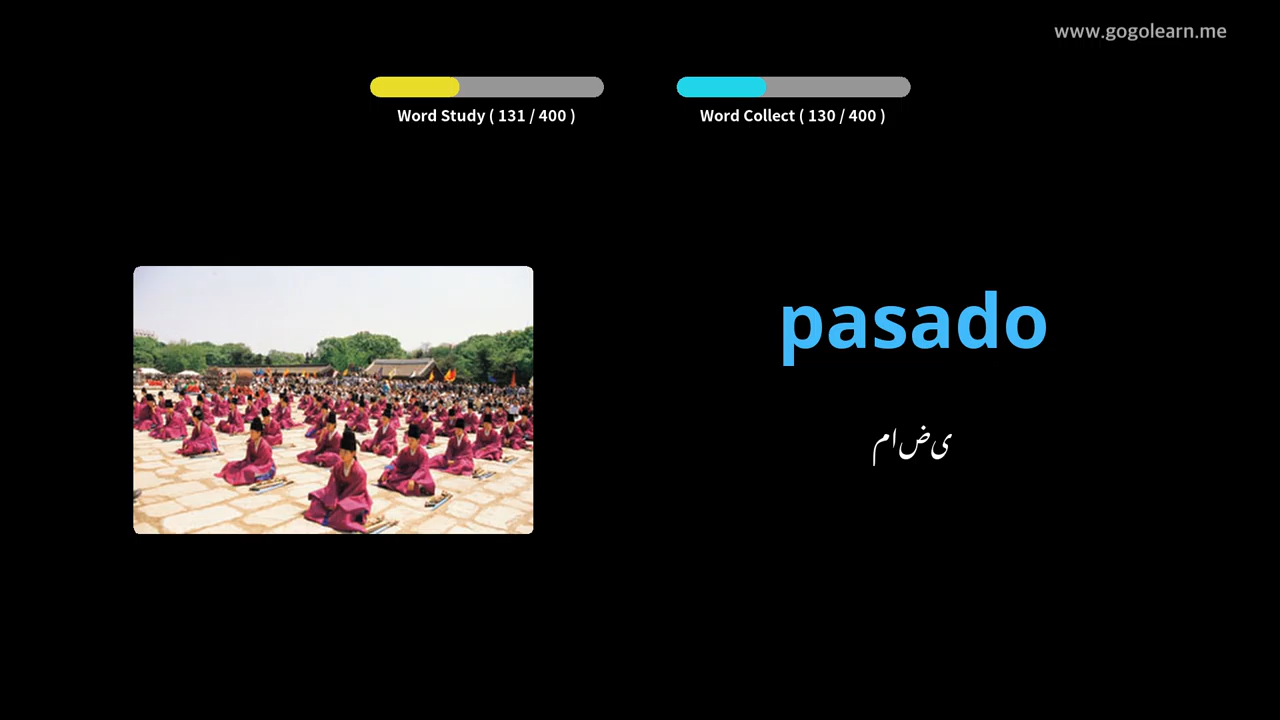 www.gogolearn.me
Word Study ( 131 / 400 )
Word Collect ( 130 / 400 )
pasado
ماضی